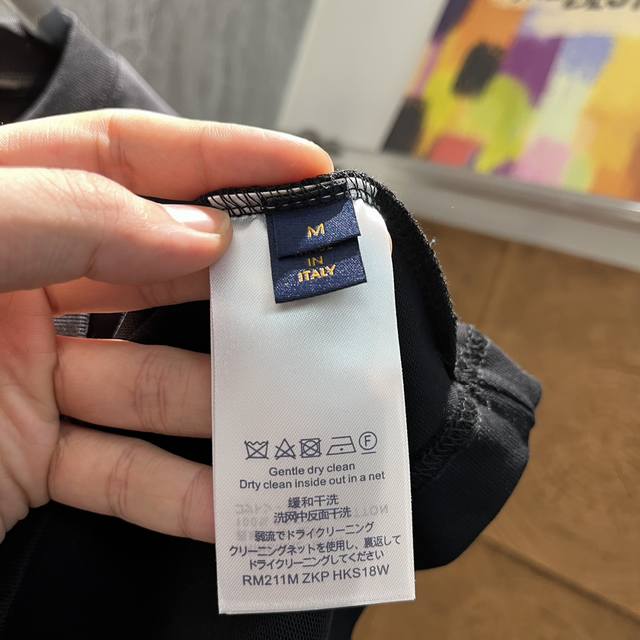 M
IN
ITALY
Gentle dry clean
Drty clean inside out in a net
缓和干洗
洗网中反面干洗
弱流でドライクリーニング
クリーニングネットを使用し、裏返して
ドライクリーニングしてください
RM211M ZKP HKS18W